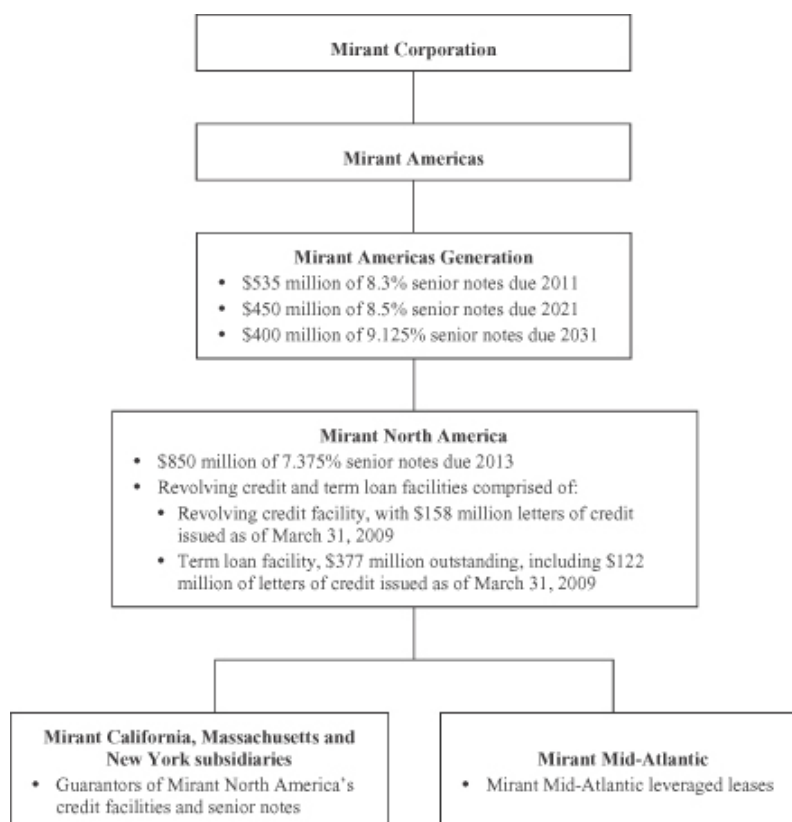 Mirant Corporation
Mirant Americas
Mirant Americas Generation
• $535 million of 8.3% senior notes due 2011
• $450 million of 8.5% senior notes due 2021
• $400 million of 9.125% senior notes due 2031
Mirant North America
• $850 million of 7.375% senior notes due 2013
• Revolving credit and term loan facilities comprised of:
• Revolving credit facility, with $158 million letters of credit
issued as of March 31, 2009
• Term loan facility, $377 million outstanding, including $122
million of letters of credit issued as of March 31, 2009
Mirant California, Massachusetts and
New York subsidiaries
• Guarantors of Mirant North America's
credit facilities and senior notes
Mirant Mid-Atlantic
• Mirant Mid-Atlantic leveraged leases